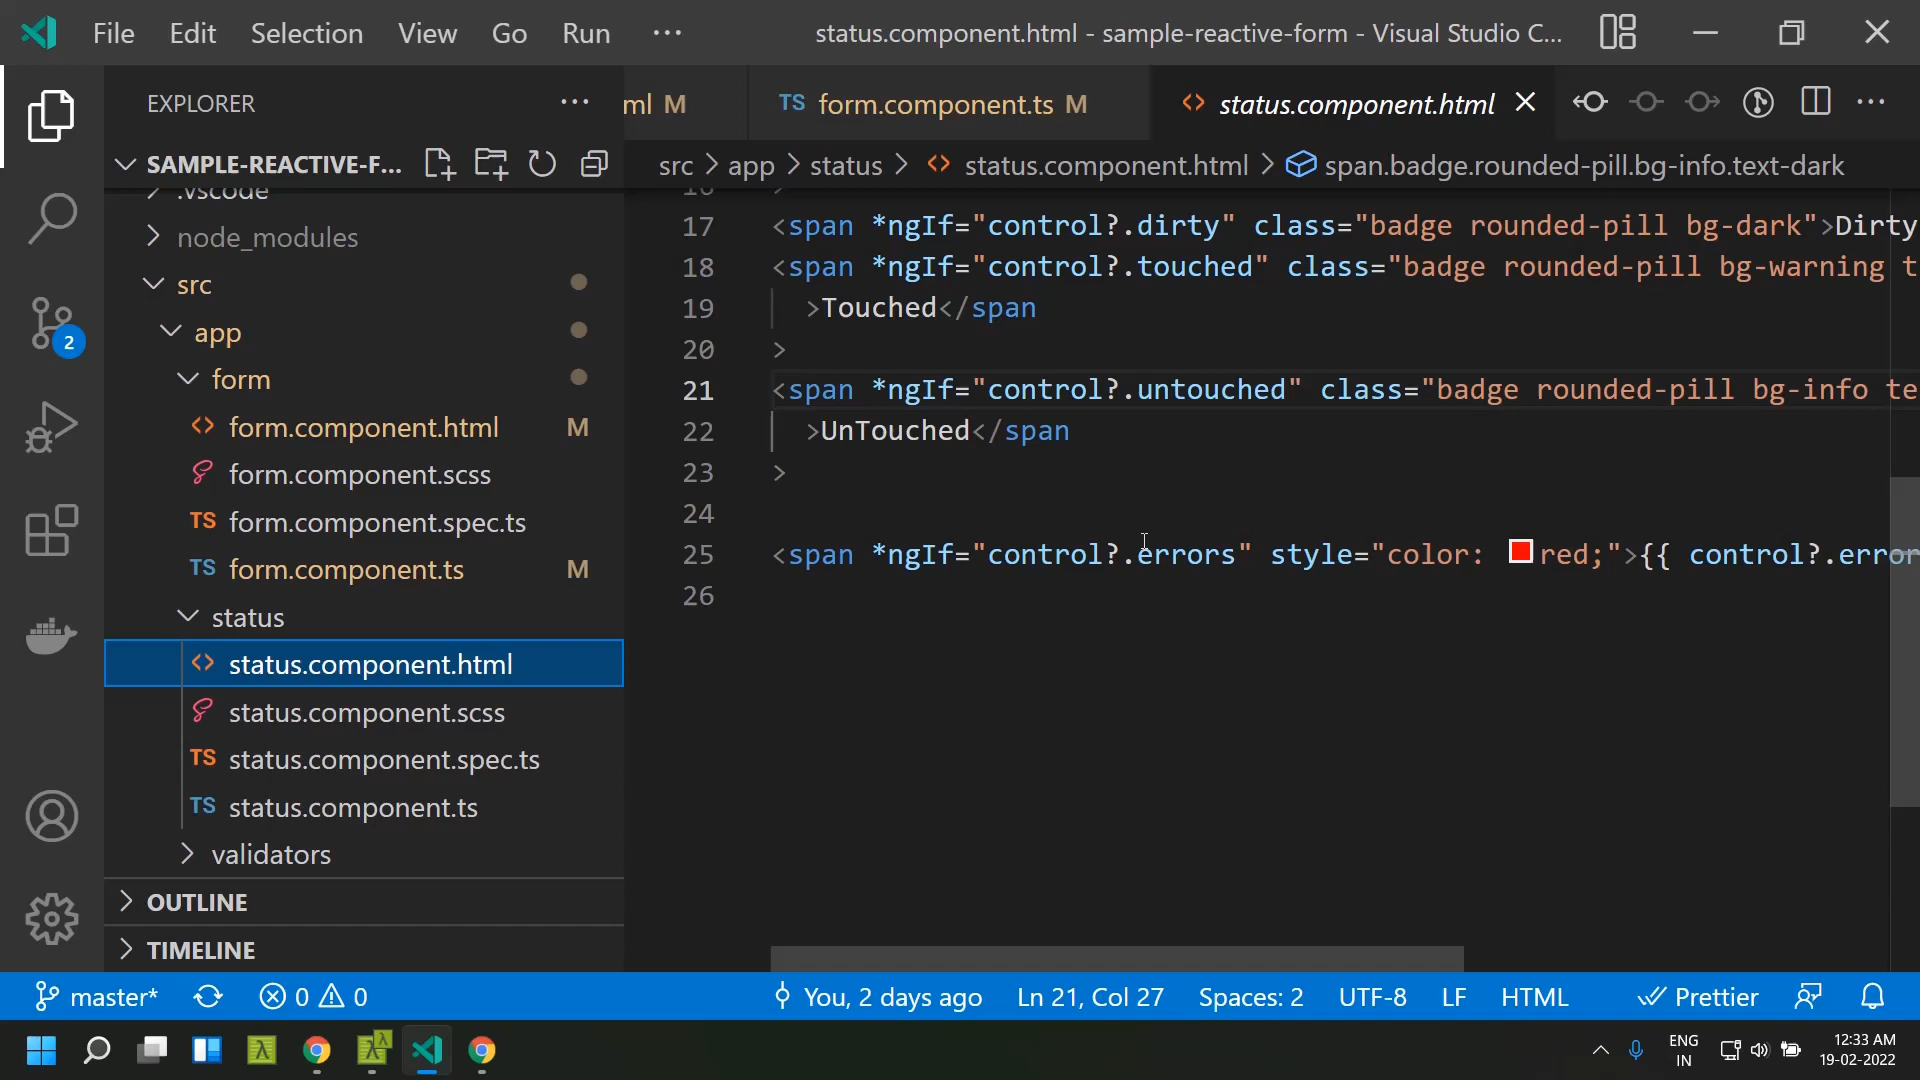 File Edit Selection View Go Run ···
status.component.html - sample-reactive-form - Visual Studio C...
EXPLORER ···
ml M
TS form.component.ts M
<> status.component.html
SAMPLE-REACTIVE-F...
src > app > status > <> status.component.html > span.badge.rounded-pill.bg-info.text-dark
.vscode
node_modules
src
app
form
<> form.component.html M
form.component.scss
TS form.component.spec.ts
TS form.component.ts M
status
<> status.component.html
status.component.scss
TS status.component.spec.ts
TS status.component.ts
validators
OUTLINE
TIMELINE
2
16 >
17 <span *ngIf="control?.dirty" class="badge rounded-pill bg-dark">Dirty
18 <span *ngIf="control?.touched" class="badge rounded-pill bg-warning t
19 >Touched</span
20 >
21 <span *ngIf="control?.untouched" class="badge rounded-pill bg-info te
22 >UnTouched</span
23 >
24
25 <span *ngIf="control?.errors" style="color: red;">{{ control?.error
26
master* 0 0 You, 2 days ago Ln 21, Col 27 Spaces: 2 UTF-8 LF HTML Prettier
ENG
IN
12:33 AM
19-02-2022